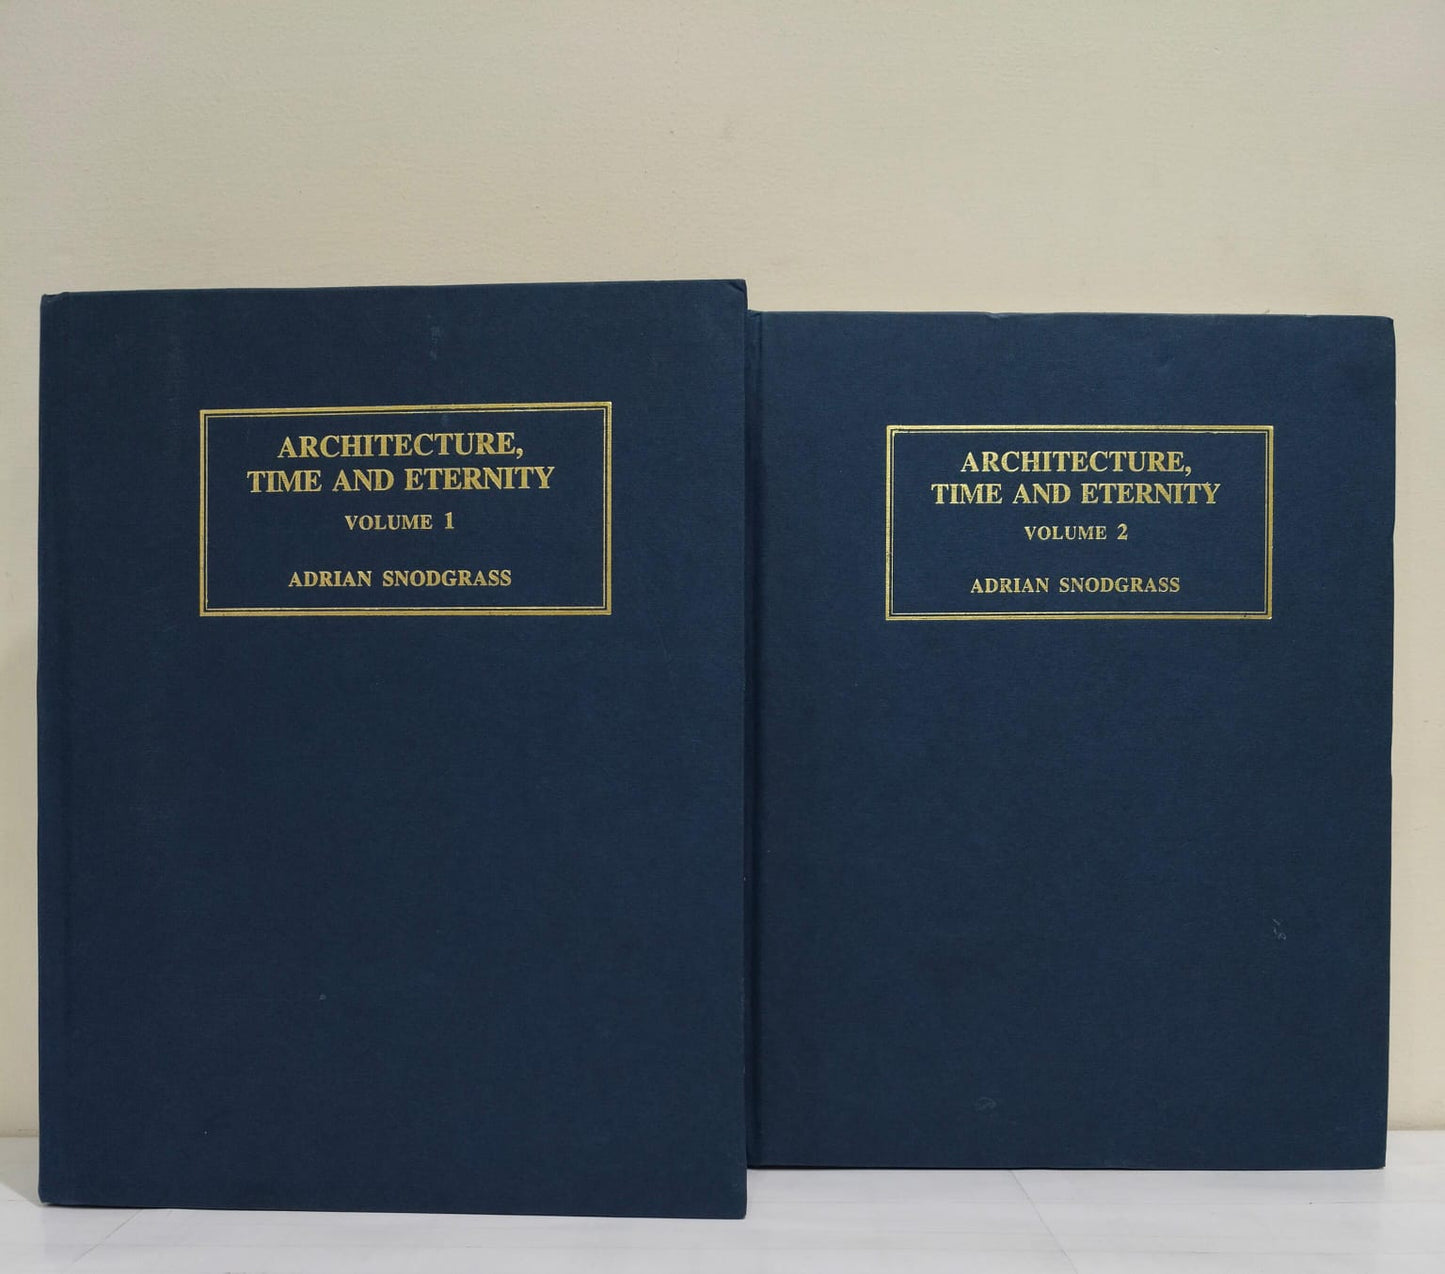 ARCHITECTURE,
TIME AND ETERNITY
VOLUME 1
ADRIAN SNODGRASS
ARCHITECTURE,
TIME AND ETERNITY
VOLUME 2
ADRIAN SNODGRASS